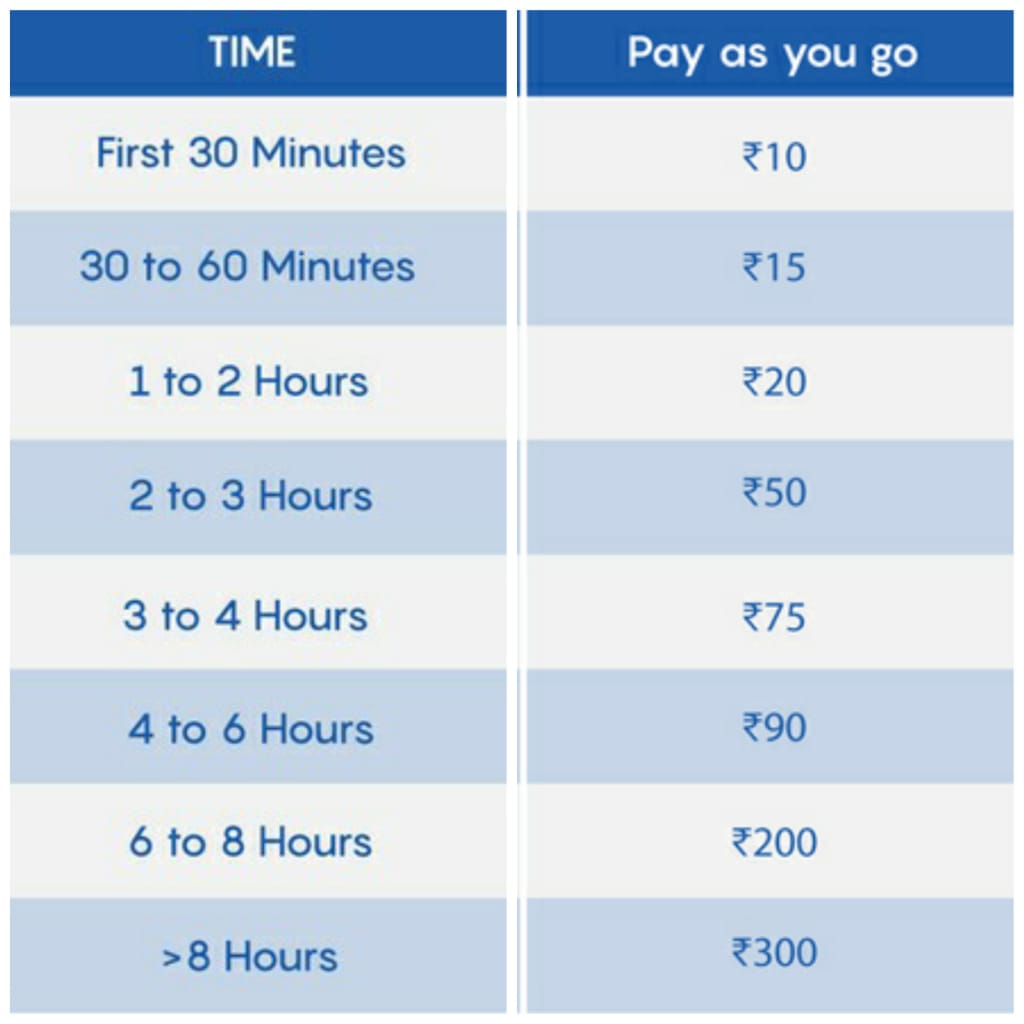 TIME Pay as you go
First 30 Minutes ₹10
30 to 60 Minutes ₹15
1 to 2 Hours ₹20
2 to 3 Hours ₹50
3 to 4 Hours ₹75
4 to 6 Hours ₹90
6 to 8 Hours ₹200
>8 Hours ₹300